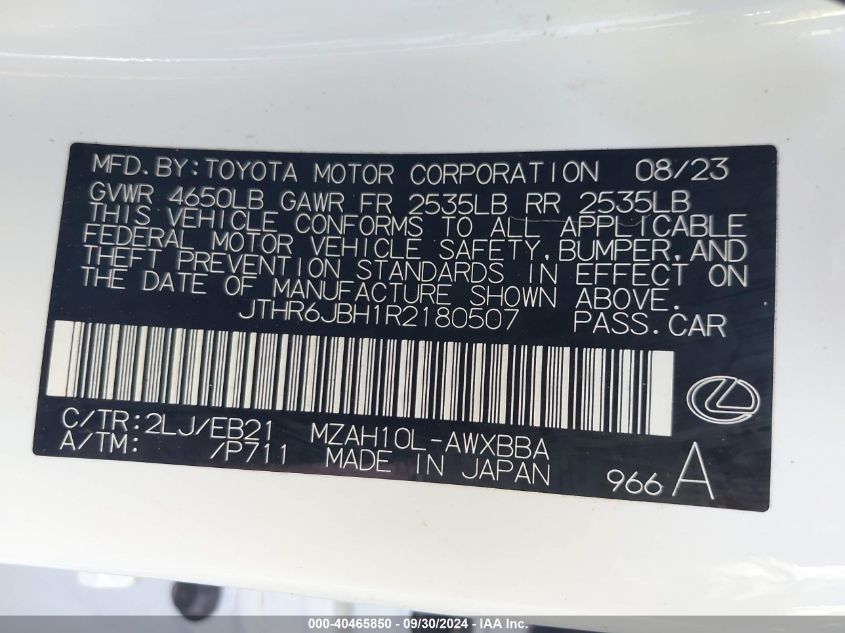 MFD.BY:TOYOTA MOTOR CORPORATION 08/23
GVWR 4650LB GAWR FR 2535LB RR 2535LB
THIS VEHICLE CONFORMS TO ALL APPLICABLE
FEDERAL MOTOR VEHICLE SAFETY,BUMPER,AND
THEFT PREVENTION STANDARDS IN EFFECT ON
THE DATE OF MANUFACTURE SHOWN ABOVE.
JTHR6JBH1R2180507 PASS.CAR
C/TR:2LJ/EB21 MZAH10L-AWXBBA
A/TM: /P711 MADE IN JAPAN 966 A
000-40465850 - 09/30/2024 - IAAI.com